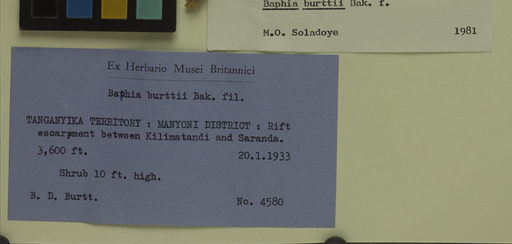 Baphia burttii Bak. f.
M.O. Soladoye 1981
Ex Herbario Musei Britannici
Baphia burttii Bak. fil.
TANGANYIKA TERRITORY : MANYONI DISTRICT : Rift
escarpment between Kilimatandi and Saranda.
3,600 ft. 20.1.1933
Shrub 10 ft. high.
B. D. Burtt. No. 4580